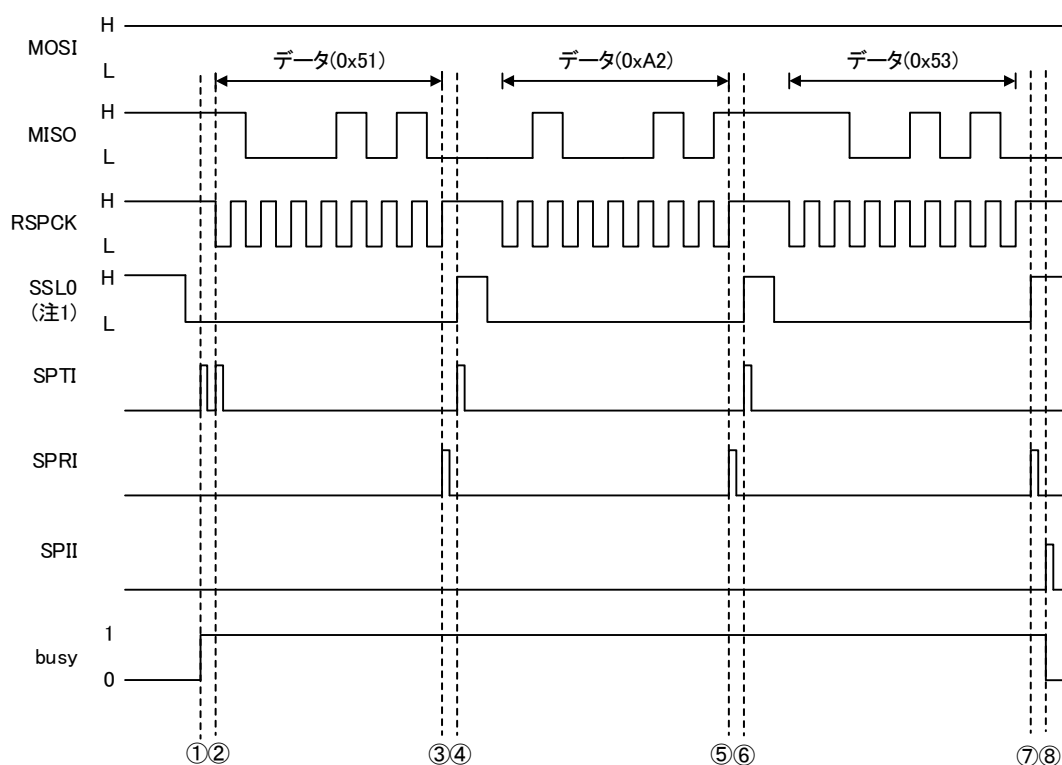 MOSI
H
L
データ(0x51)
データ(0xA2)
データ(0x53)
MISO
H
L
RSPCK
H
L
SSL0
(注1)
H
L
SPTI
SPRI
SPII
busy
1
0
①②
③④
⑤⑥
⑦⑧